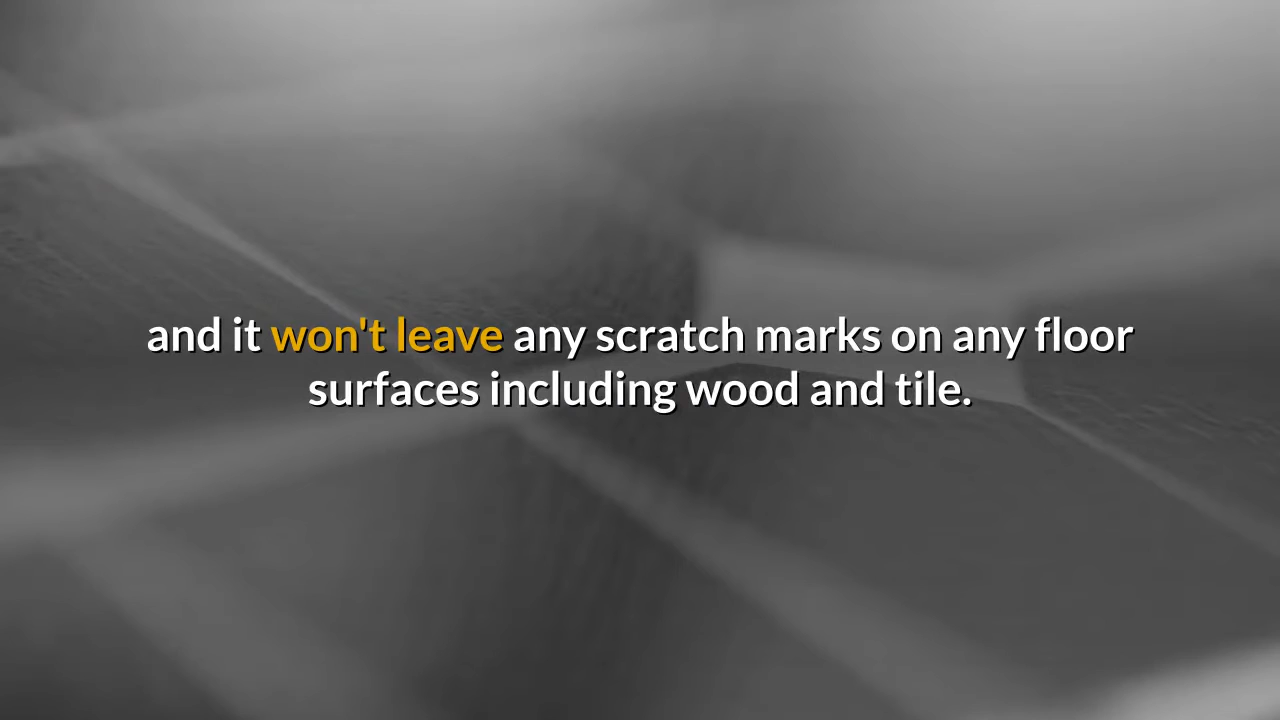 and it won't leave any scratch marks on any floor
surfaces including wood and tile.